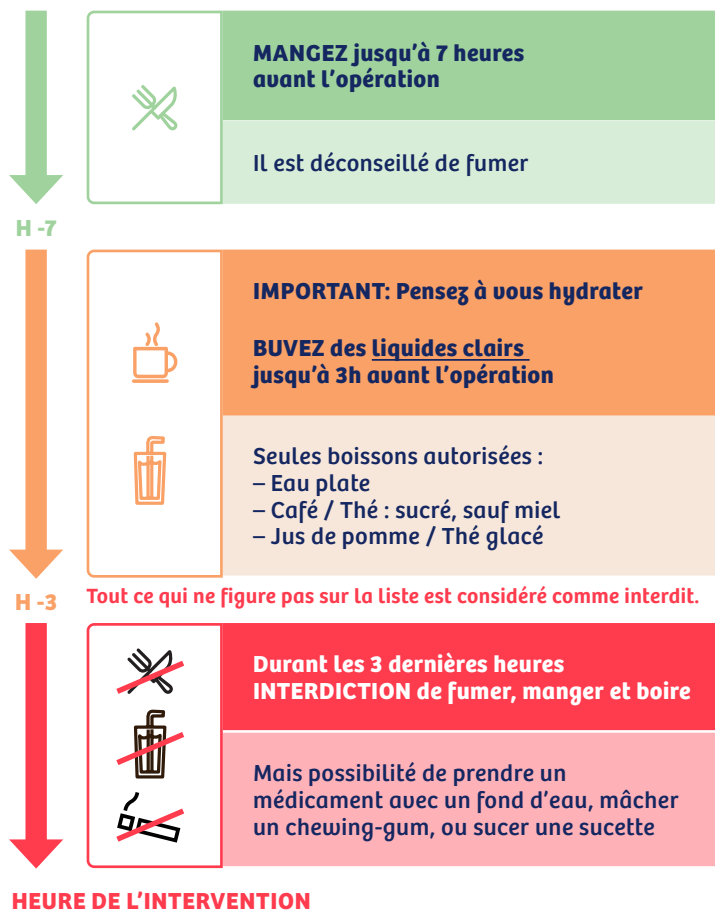 MANGEZ jusqu'à 7 heures
avant l'opération
Il est déconseillé de fumer
H -7
IMPORTANT: Pensez à vous hydrater
BUVEZ des liquides clairs
jusqu'à 3h avant l'opération
Seules boissons autorisées :
– Eau plate
– Café / Thé : sucré, sauf miel
– Jus de pomme / Thé glacé
H -3
Tout ce qui ne figure pas sur la liste est considéré comme interdit.
Durant les 3 dernières heures
INTERDICTION de fumer, manger et boire
Mais possibilité de prendre un
médicament avec un fond d'eau, mâcher
un chewing-gum, ou sucer une sucette
HEURE DE L'INTERVENTION